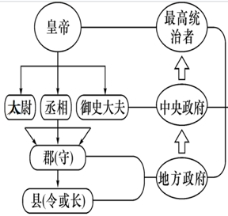 皇帝
最高统
治者
太尉
丞相
御史大夫
中央政府
郡(守)
地方政府
县(令或长)